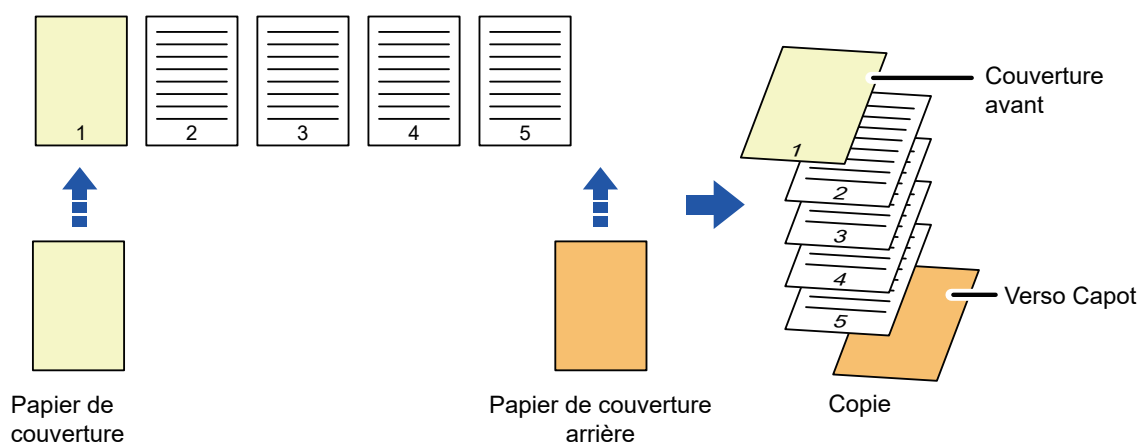 1 2 3 4 5
Couverture
avant
1
2
3
4
5
Verso Capot
Papier de
couverture
Papier de couverture
arrière
Copie